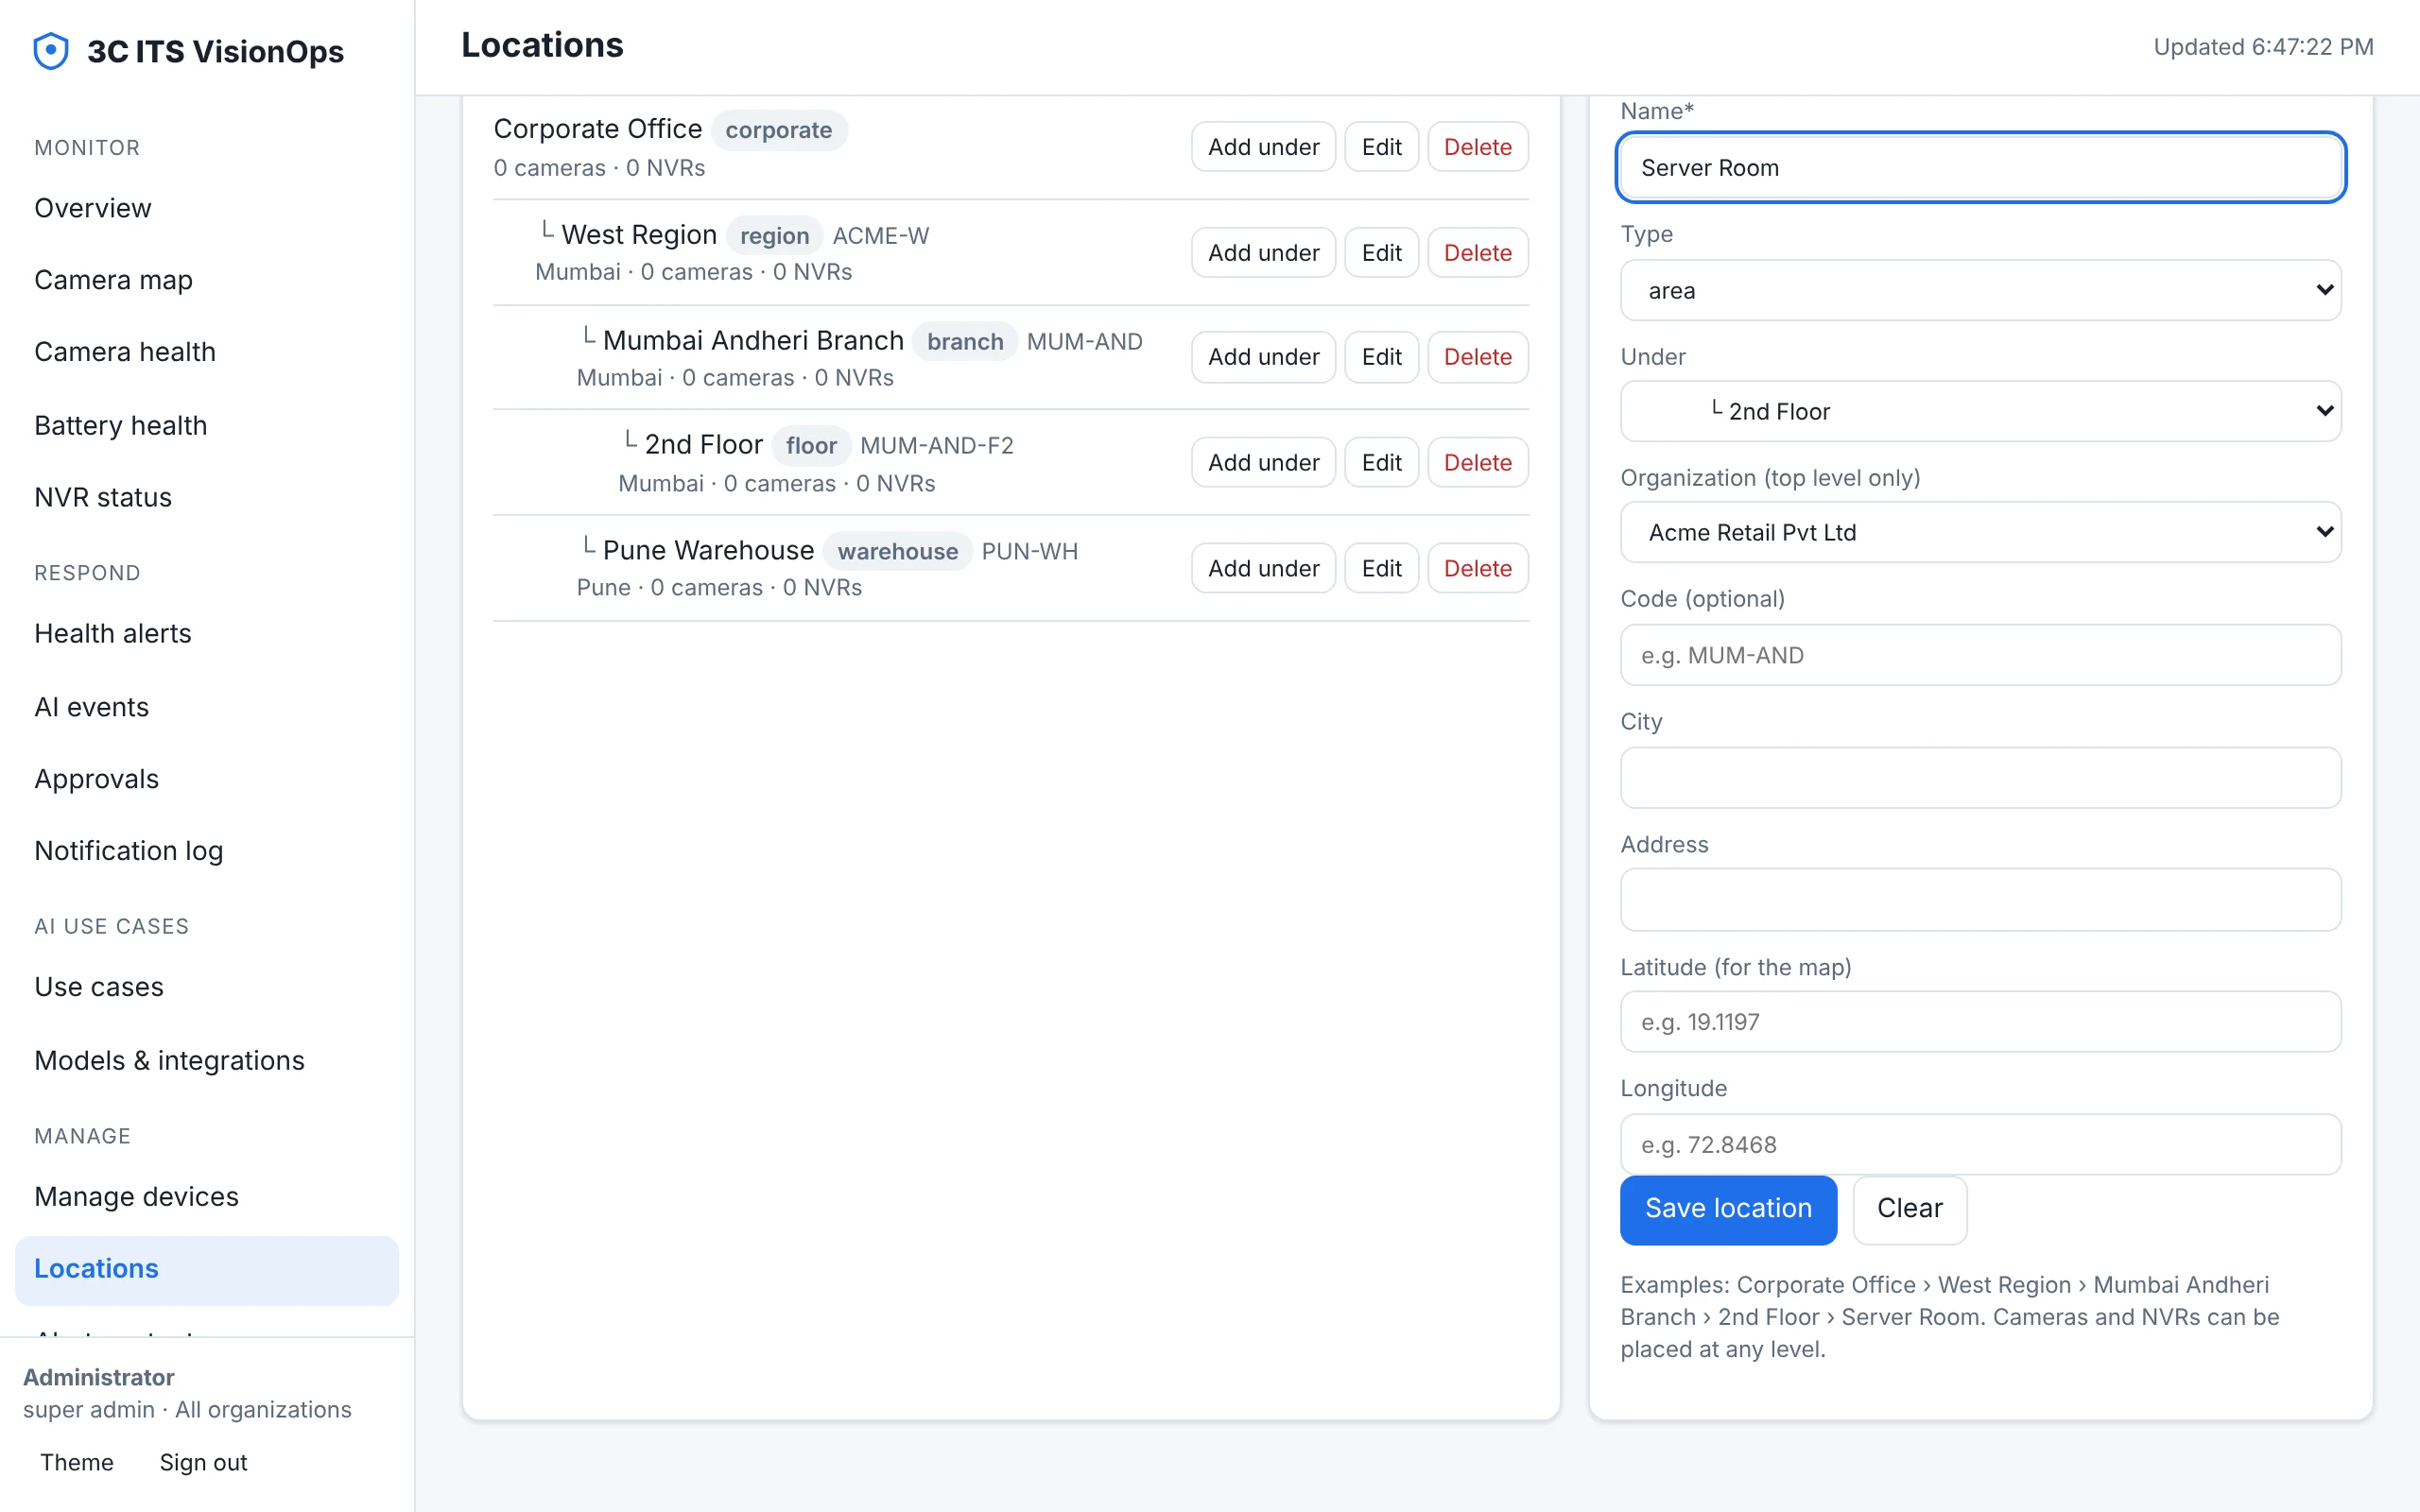 3C ITS VisionOps
MONITOR
Overview
Camera map
Camera health
Battery health
NVR status
RESPOND
Health alerts
AI events
Approvals
Notification log
AI USE CASES
Use cases
Models & integrations
MANAGE
Manage devices
Locations
Administrator
super admin · All organizations
Theme Sign out
Locations
Updated 6:47:22 PM
Corporate Office corporate
0 cameras · 0 NVRs
Add under Edit Delete
└ West Region region ACME-W
Mumbai · 0 cameras · 0 NVRs
Add under Edit Delete
└ Mumbai Andheri Branch branch MUM-AND
Mumbai · 0 cameras · 0 NVRs
Add under Edit Delete
└ 2nd Floor floor MUM-AND-F2
Mumbai · 0 cameras · 0 NVRs
Add under Edit Delete
└ Pune Warehouse warehouse PUN-WH
Pune · 0 cameras · 0 NVRs
Add under Edit Delete
Name*
Server Room
Type
area
Under
└ 2nd Floor
Organization (top level only)
Acme Retail Pvt Ltd
Code (optional)
e.g. MUM-AND
City
Address
Latitude (for the map)
e.g. 19.1197
Longitude
e.g. 72.8468
Save location Clear
Examples: Corporate Office › West Region › Mumbai Andheri
Branch › 2nd Floor › Server Room. Cameras and NVRs can be
placed at any level.